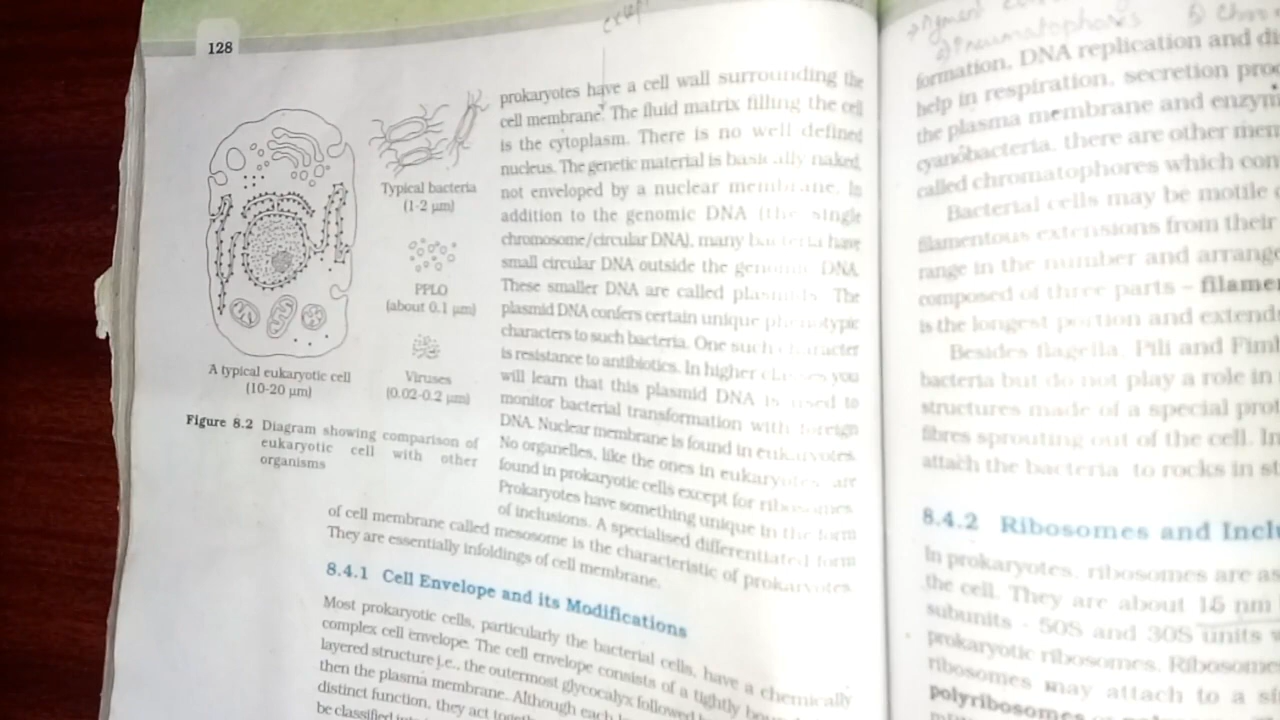 128
prokaryotes have a cell wall surrounding the
cell membrane. The fluid matrix filling the cell
is the cytoplasm. There is no well defined
nucleus. The genetic material is basically naked,
not enveloped by a nuclear membrane. In
addition to the genomic DNA (the single
chromosome/circular DNA), many bacteria have
small circular DNA outside the genomic DNA.
These smaller DNA are called plasmids. The
plasmid DNA confers certain unique phenotypic
characters to such bacteria. One such character
is resistance to antibiotics. In higher classes you
will learn that this plasmid DNA is used to
monitor bacterial transformation with foreign
DNA. Nuclear membrane is found in eukaryotes.
No organelles, like the ones in eukaryotes, are
found in prokaryotic cells except for ribosomes.
Prokaryotes have something unique in the form
of inclusions. A specialised differentiated form
of cell membrane called mesosome is the characteristic of prokaryotes.
They are essentially infoldings of cell membrane.
Typical bacteria
(1-2 µm)
PPLO
(about 0.1 µm)
Viruses
(0.02-0.2 µm)
A typical eukaryotic cell
(10-20 µm)
Figure 8.2 Diagram showing comparison of
eukaryotic cell with other
organisms
8.4.1 Cell Envelope and its Modifications
Most prokaryotic cells, particularly the bacterial cells, have a chemically
complex cell envelope. The cell envelope consists of a tightly
layered structure i.e., the outermost glycocalyx followed
then the plasma membrane. Although each
distinct function, they act
be classified
Pneumatophores
formation, DNA replication and
help in respiration, secretion
the plasma membrane and
cyanobacteria, there are other
called chromatophores which
Bacterial cells may be motile
filamentous extensions from their
range in the number and
composed of three parts –
is the longest portion and
Besides flagella, Pili and
bacteria but do not play a role in
structures made of a special
fibres sprouting out of the cell. In
attach the bacteria to rocks in
8.4.2 Ribosomes and
In prokaryotes, ribosomes are
the cell. They are about 15 nm
subunits - 50S and 30S units
prokaryotic ribosomes.
ribosomes may attach to a
polyribosomes